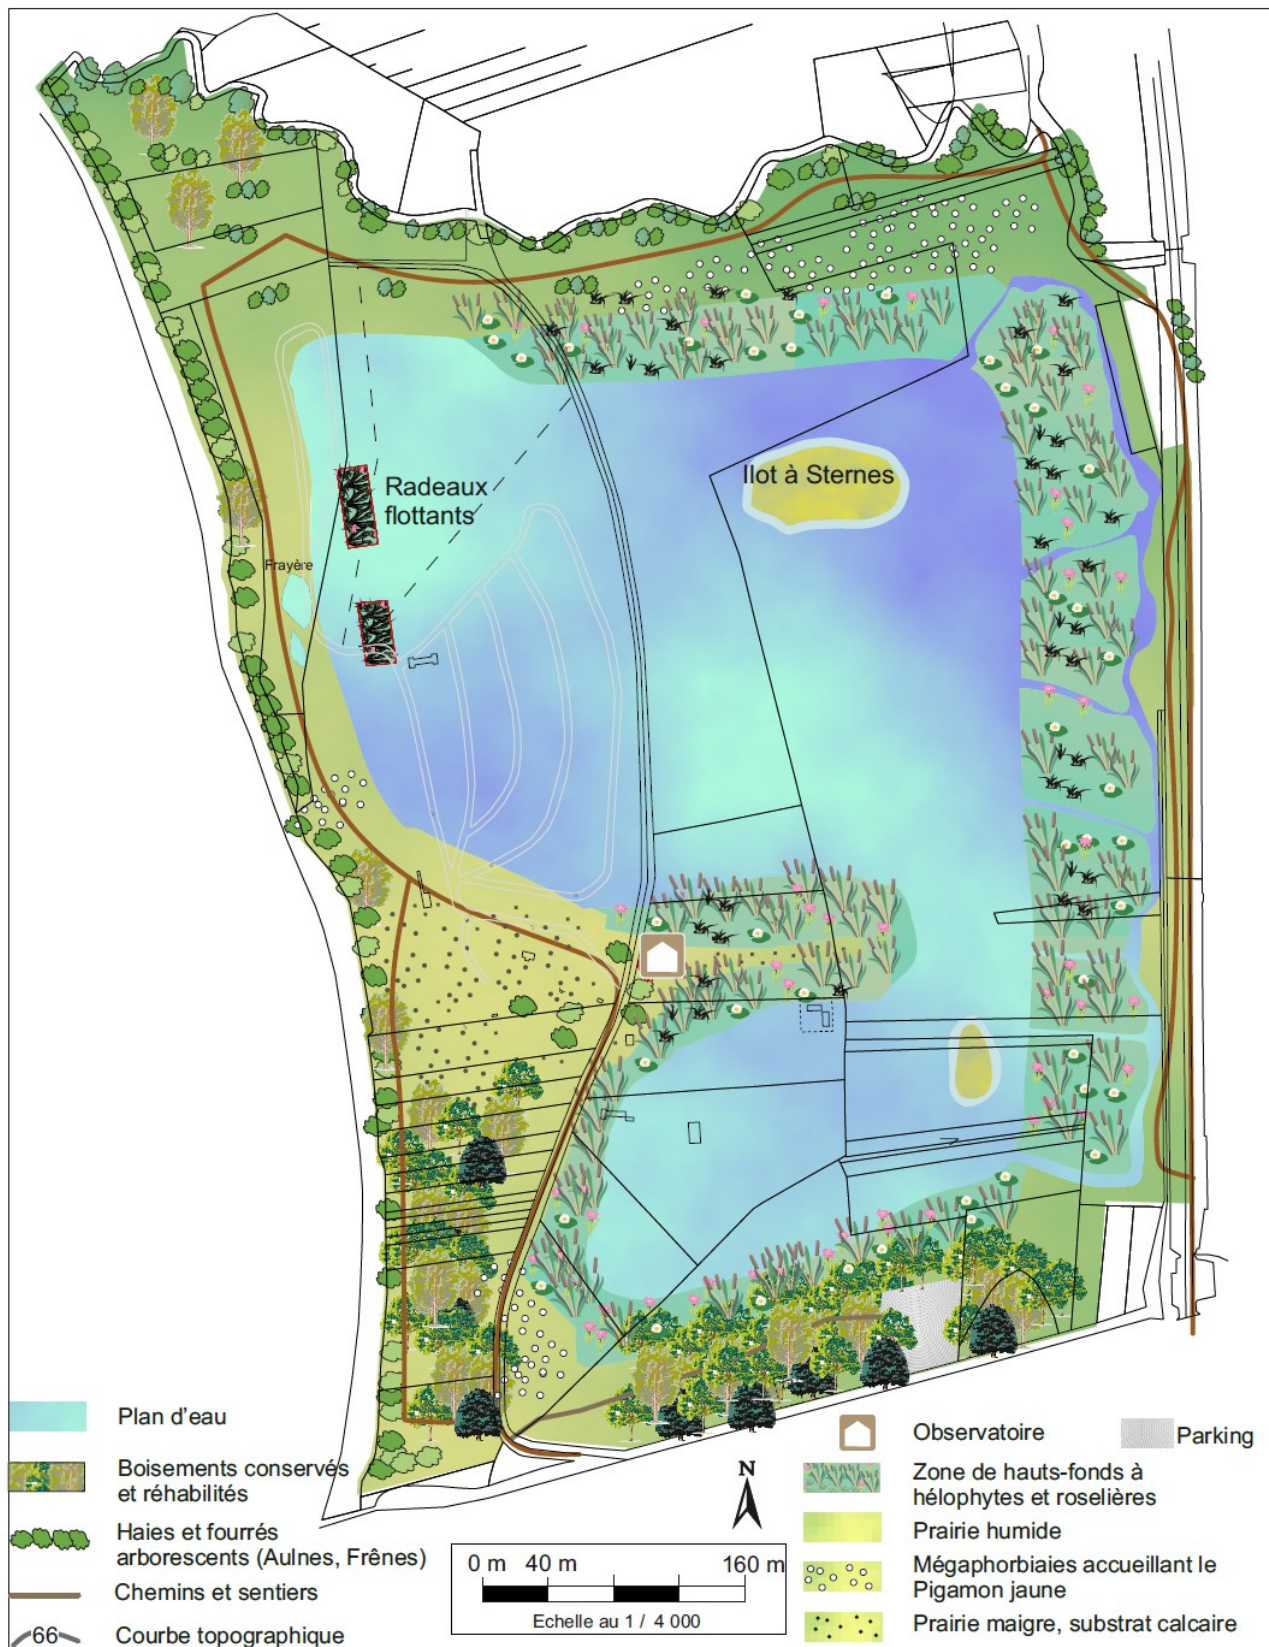 Ilot à Sternes
Radeaux
flottants
Frayère
Plan d'eau
Boisements conservés
et réhabilités
Haies et fourrés
arborescents (Aulnes, Frênes)
Chemins et sentiers
66
Courbe topographique
N
0 m 40 m 160 m
Echelle au 1 / 4 000
Observatoire
Parking
Zone de hauts-fonds à
hélophytes et roselières
Prairie humide
Mégaphorbiaies accueillant le
Pigamon jaune
Prairie maigre, substrat calcaire